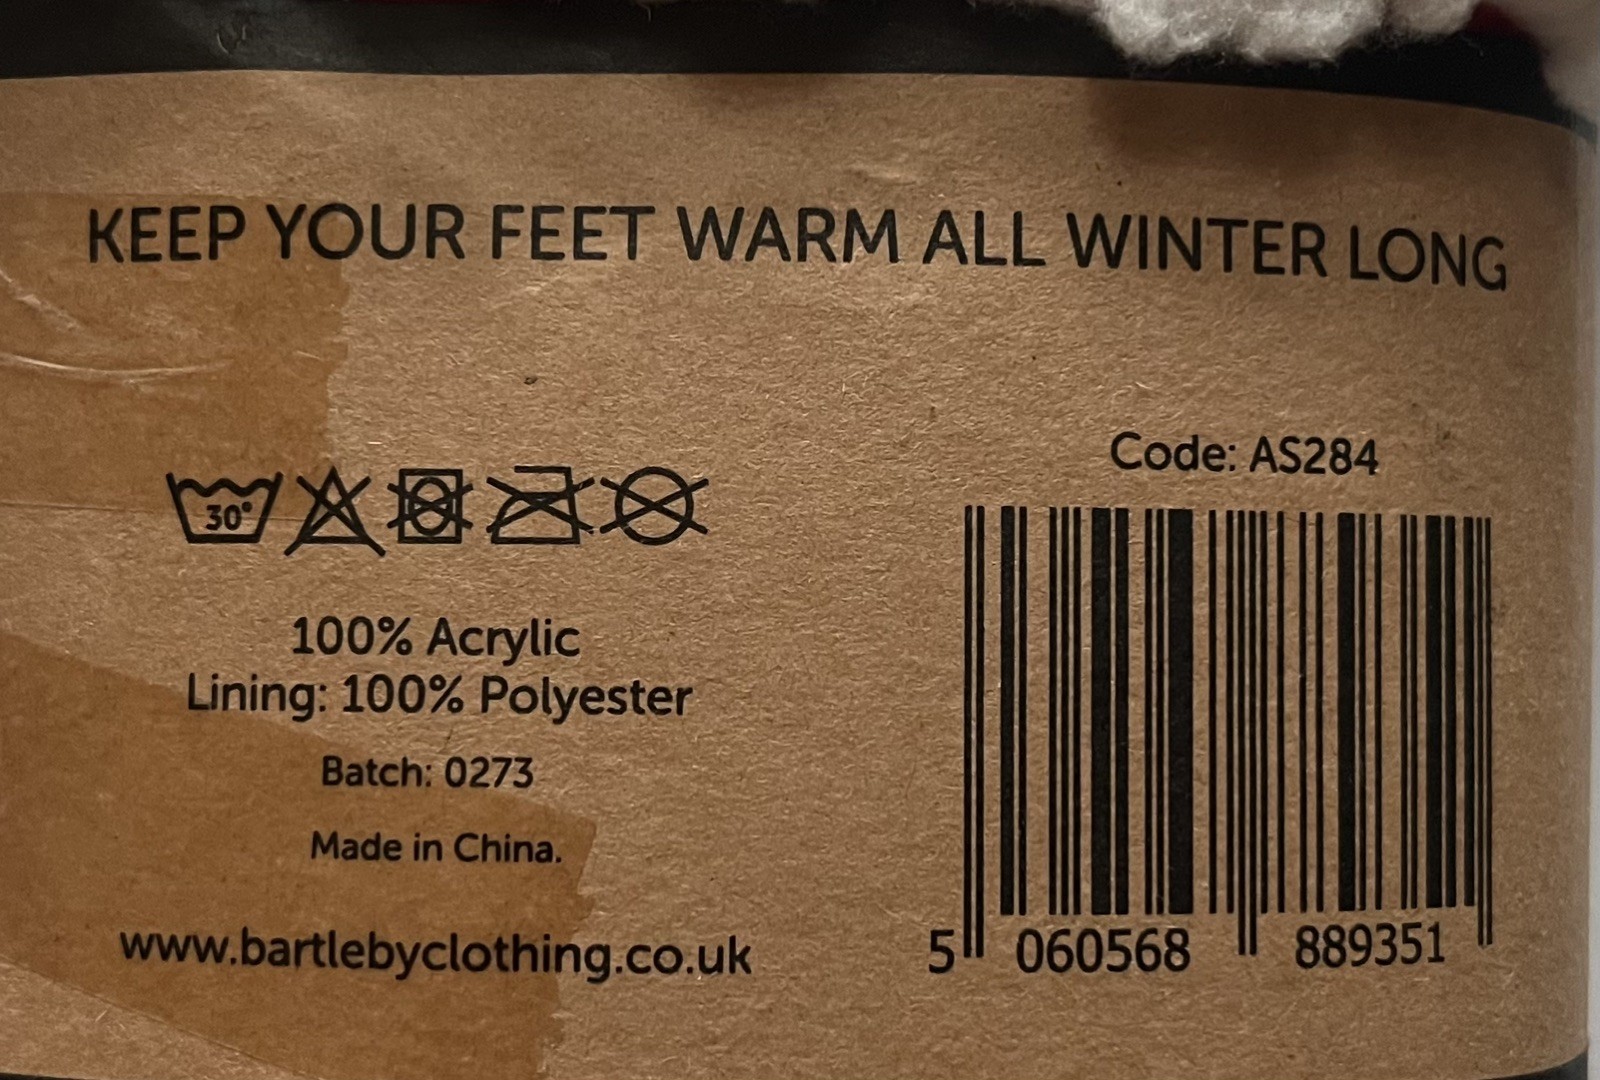 KEEP YOUR FEET WARM ALL WINTER LONG
30°
100% Acrylic
Lining: 100% Polyester
Batch: 0273
Made in China.
www.bartlebyclothing.co.uk
Code: AS284
5 060568 889351